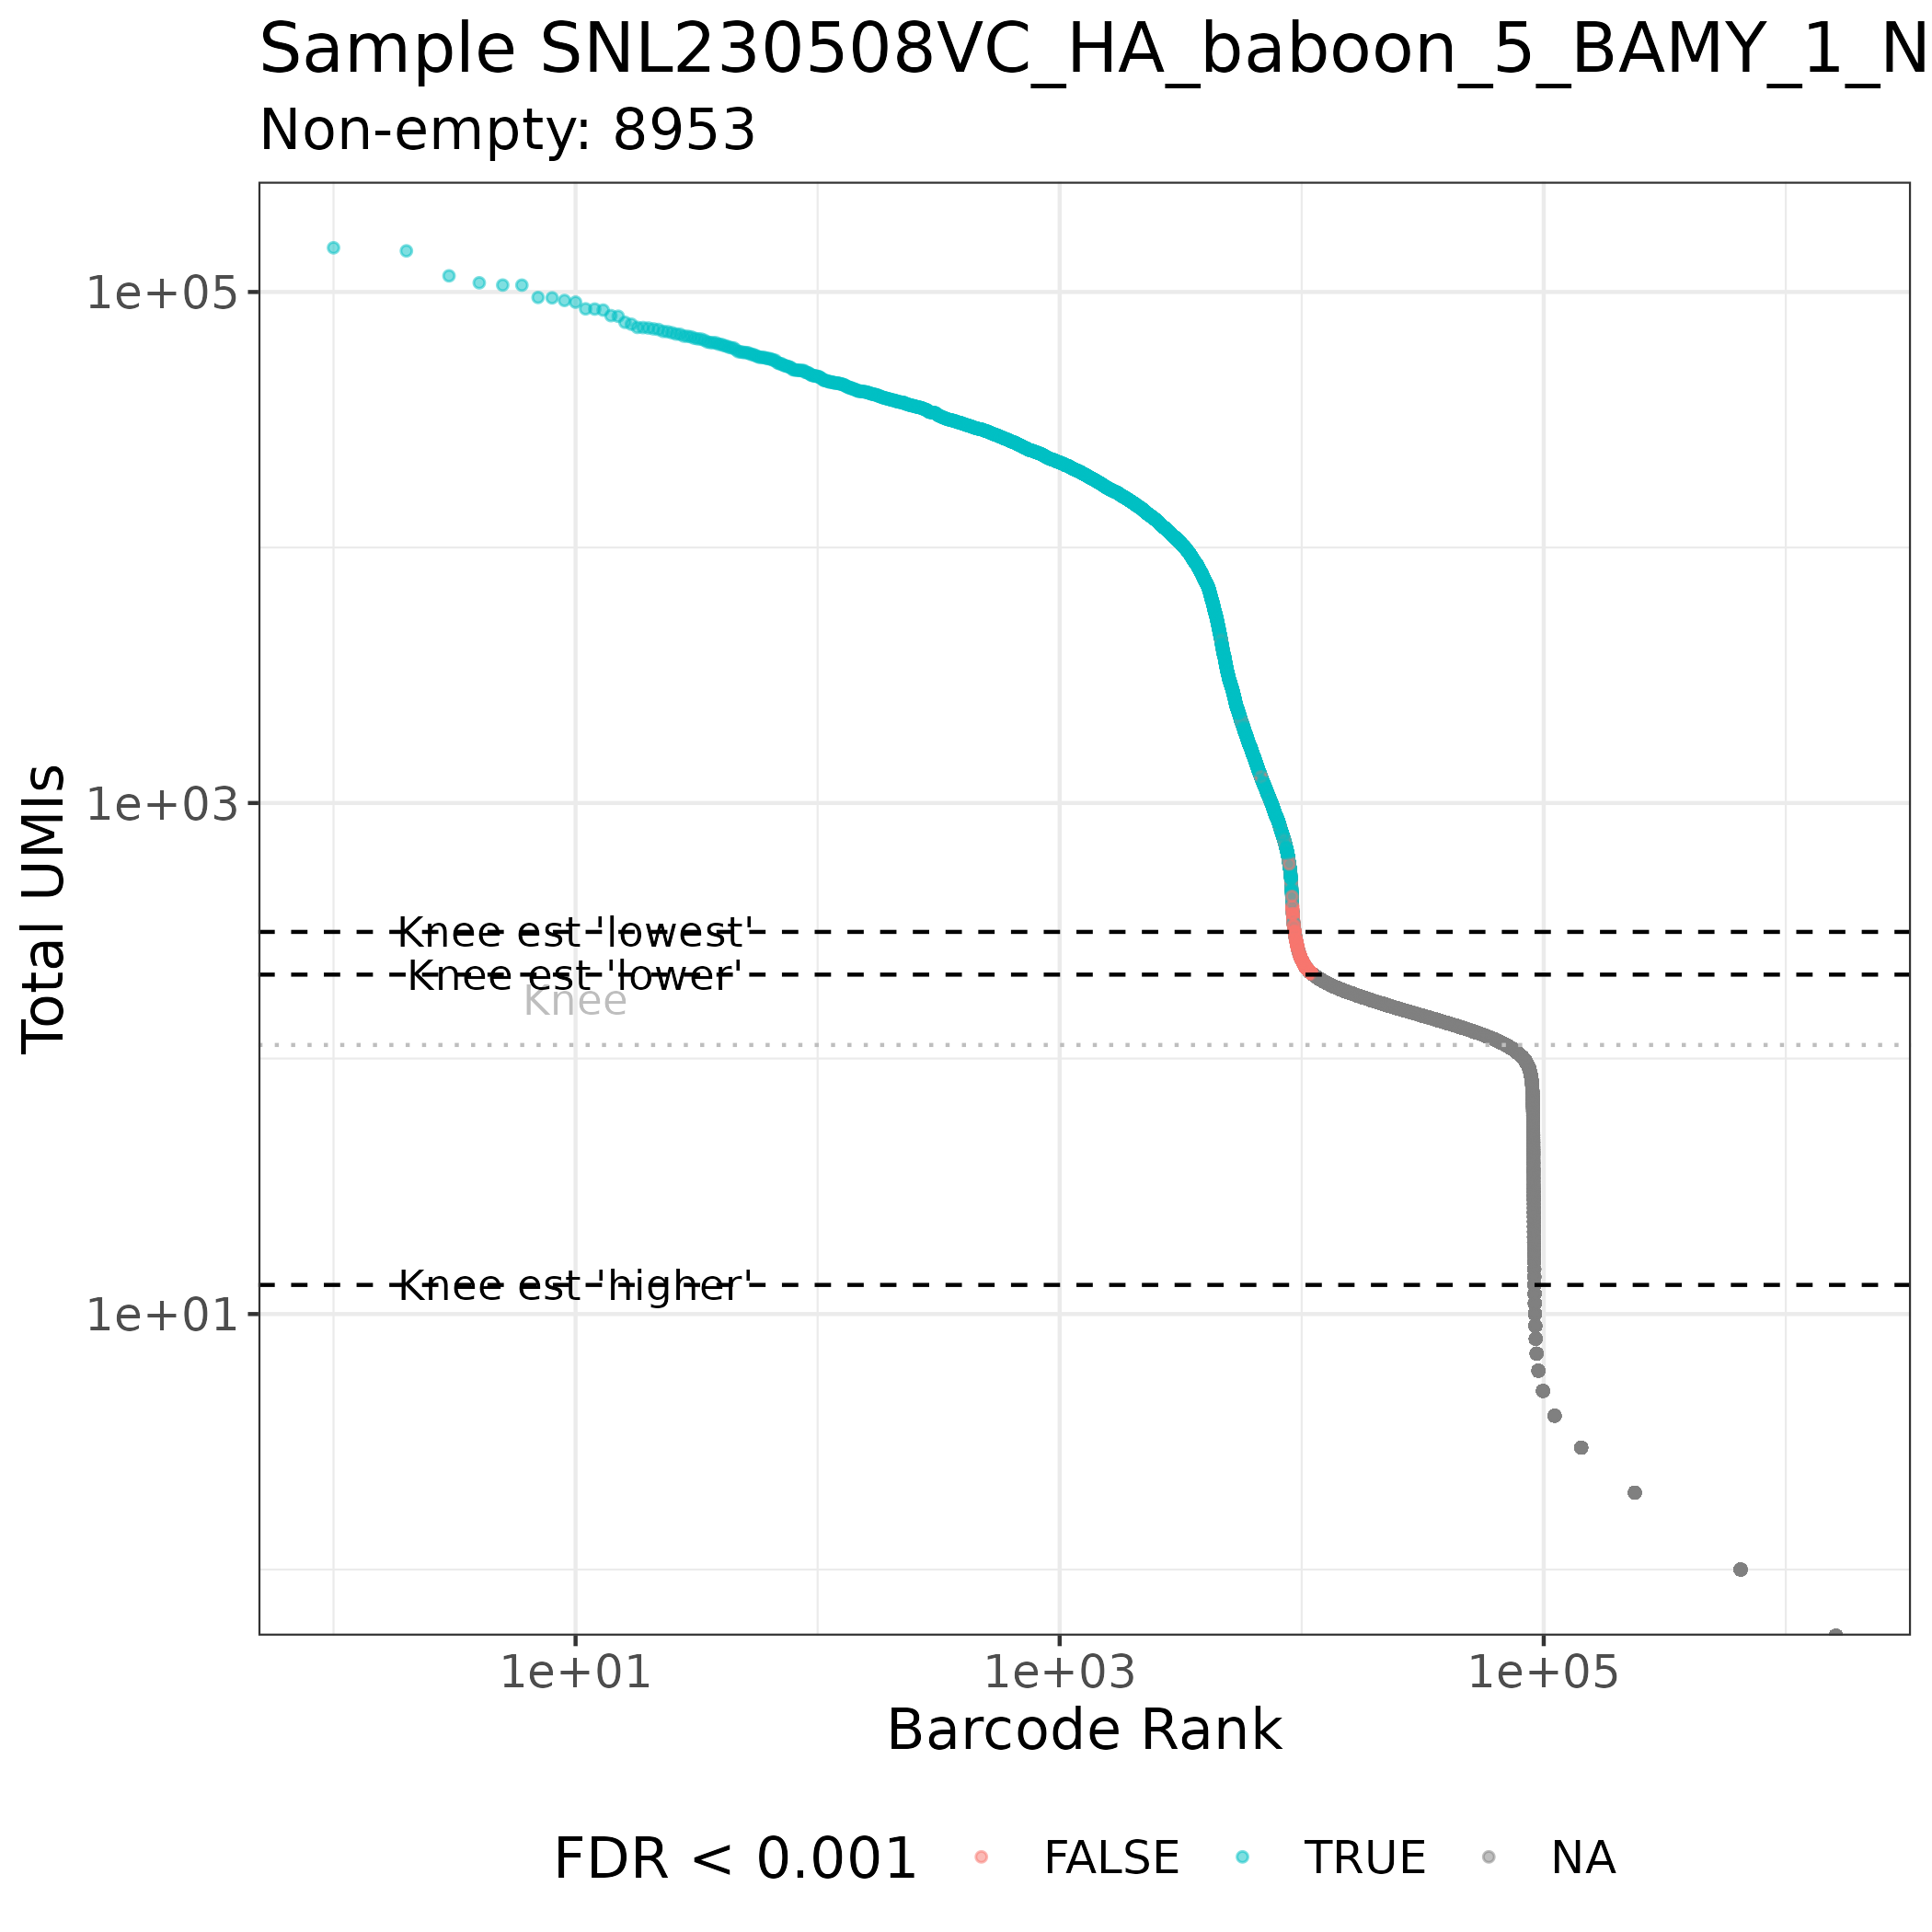 Sample SNL230508VC_HA_baboon_5_BAMY_1_N
Non-empty: 8953
Total UMIs
1e+05
1e+03
1e+01
Knee est 'lowest'
Knee est 'lower'
Knee
Knee est 'higher'
1e+01 1e+03 1e+05
Barcode Rank
FDR < 0.001 FALSE TRUE NA